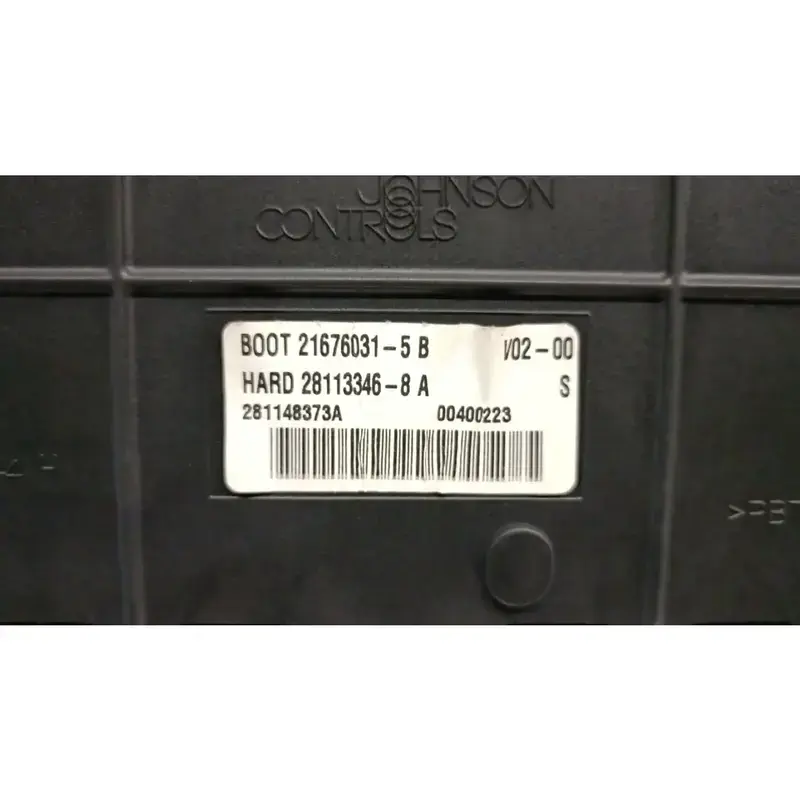 JOHNSON
CONTROLS
BOOT 21676031-5 B V02-00
HARD 28113346-8 A S
281148373A 00400223